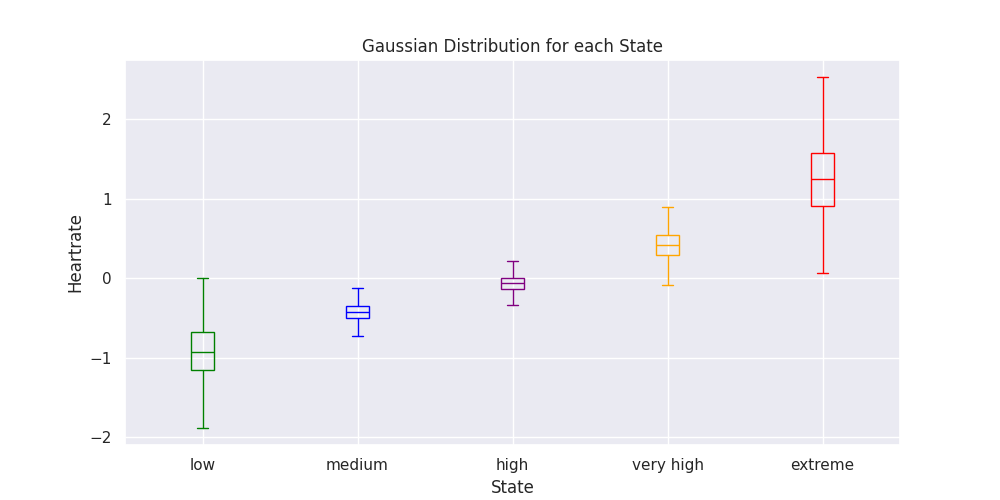 Gaussian Distribution for each State
Heartrate
2
1
0
−1
−2
low medium high very high extreme
State